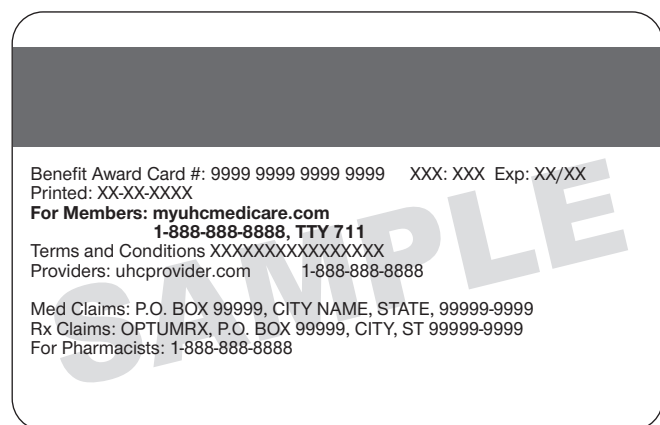 Benefit Award Card #: 9999 9999 9999 9999 XXX: XXX Exp: XX/XX
Printed: XX-XX-XXXX
For Members: myuhcmedicare.com
1-888-888-8888, TTY 711
Terms and Conditions XXXXXXXXXXXXXXXX
Providers: uhcprovider.com 1-888-888-8888
Med Claims: P.O. BOX 99999, CITY NAME, STATE, 99999-9999
Rx Claims: OPTUMRX, P.O. BOX 99999, CITY, ST 99999-9999
For Pharmacists: 1-888-888-8888
SAMPLE